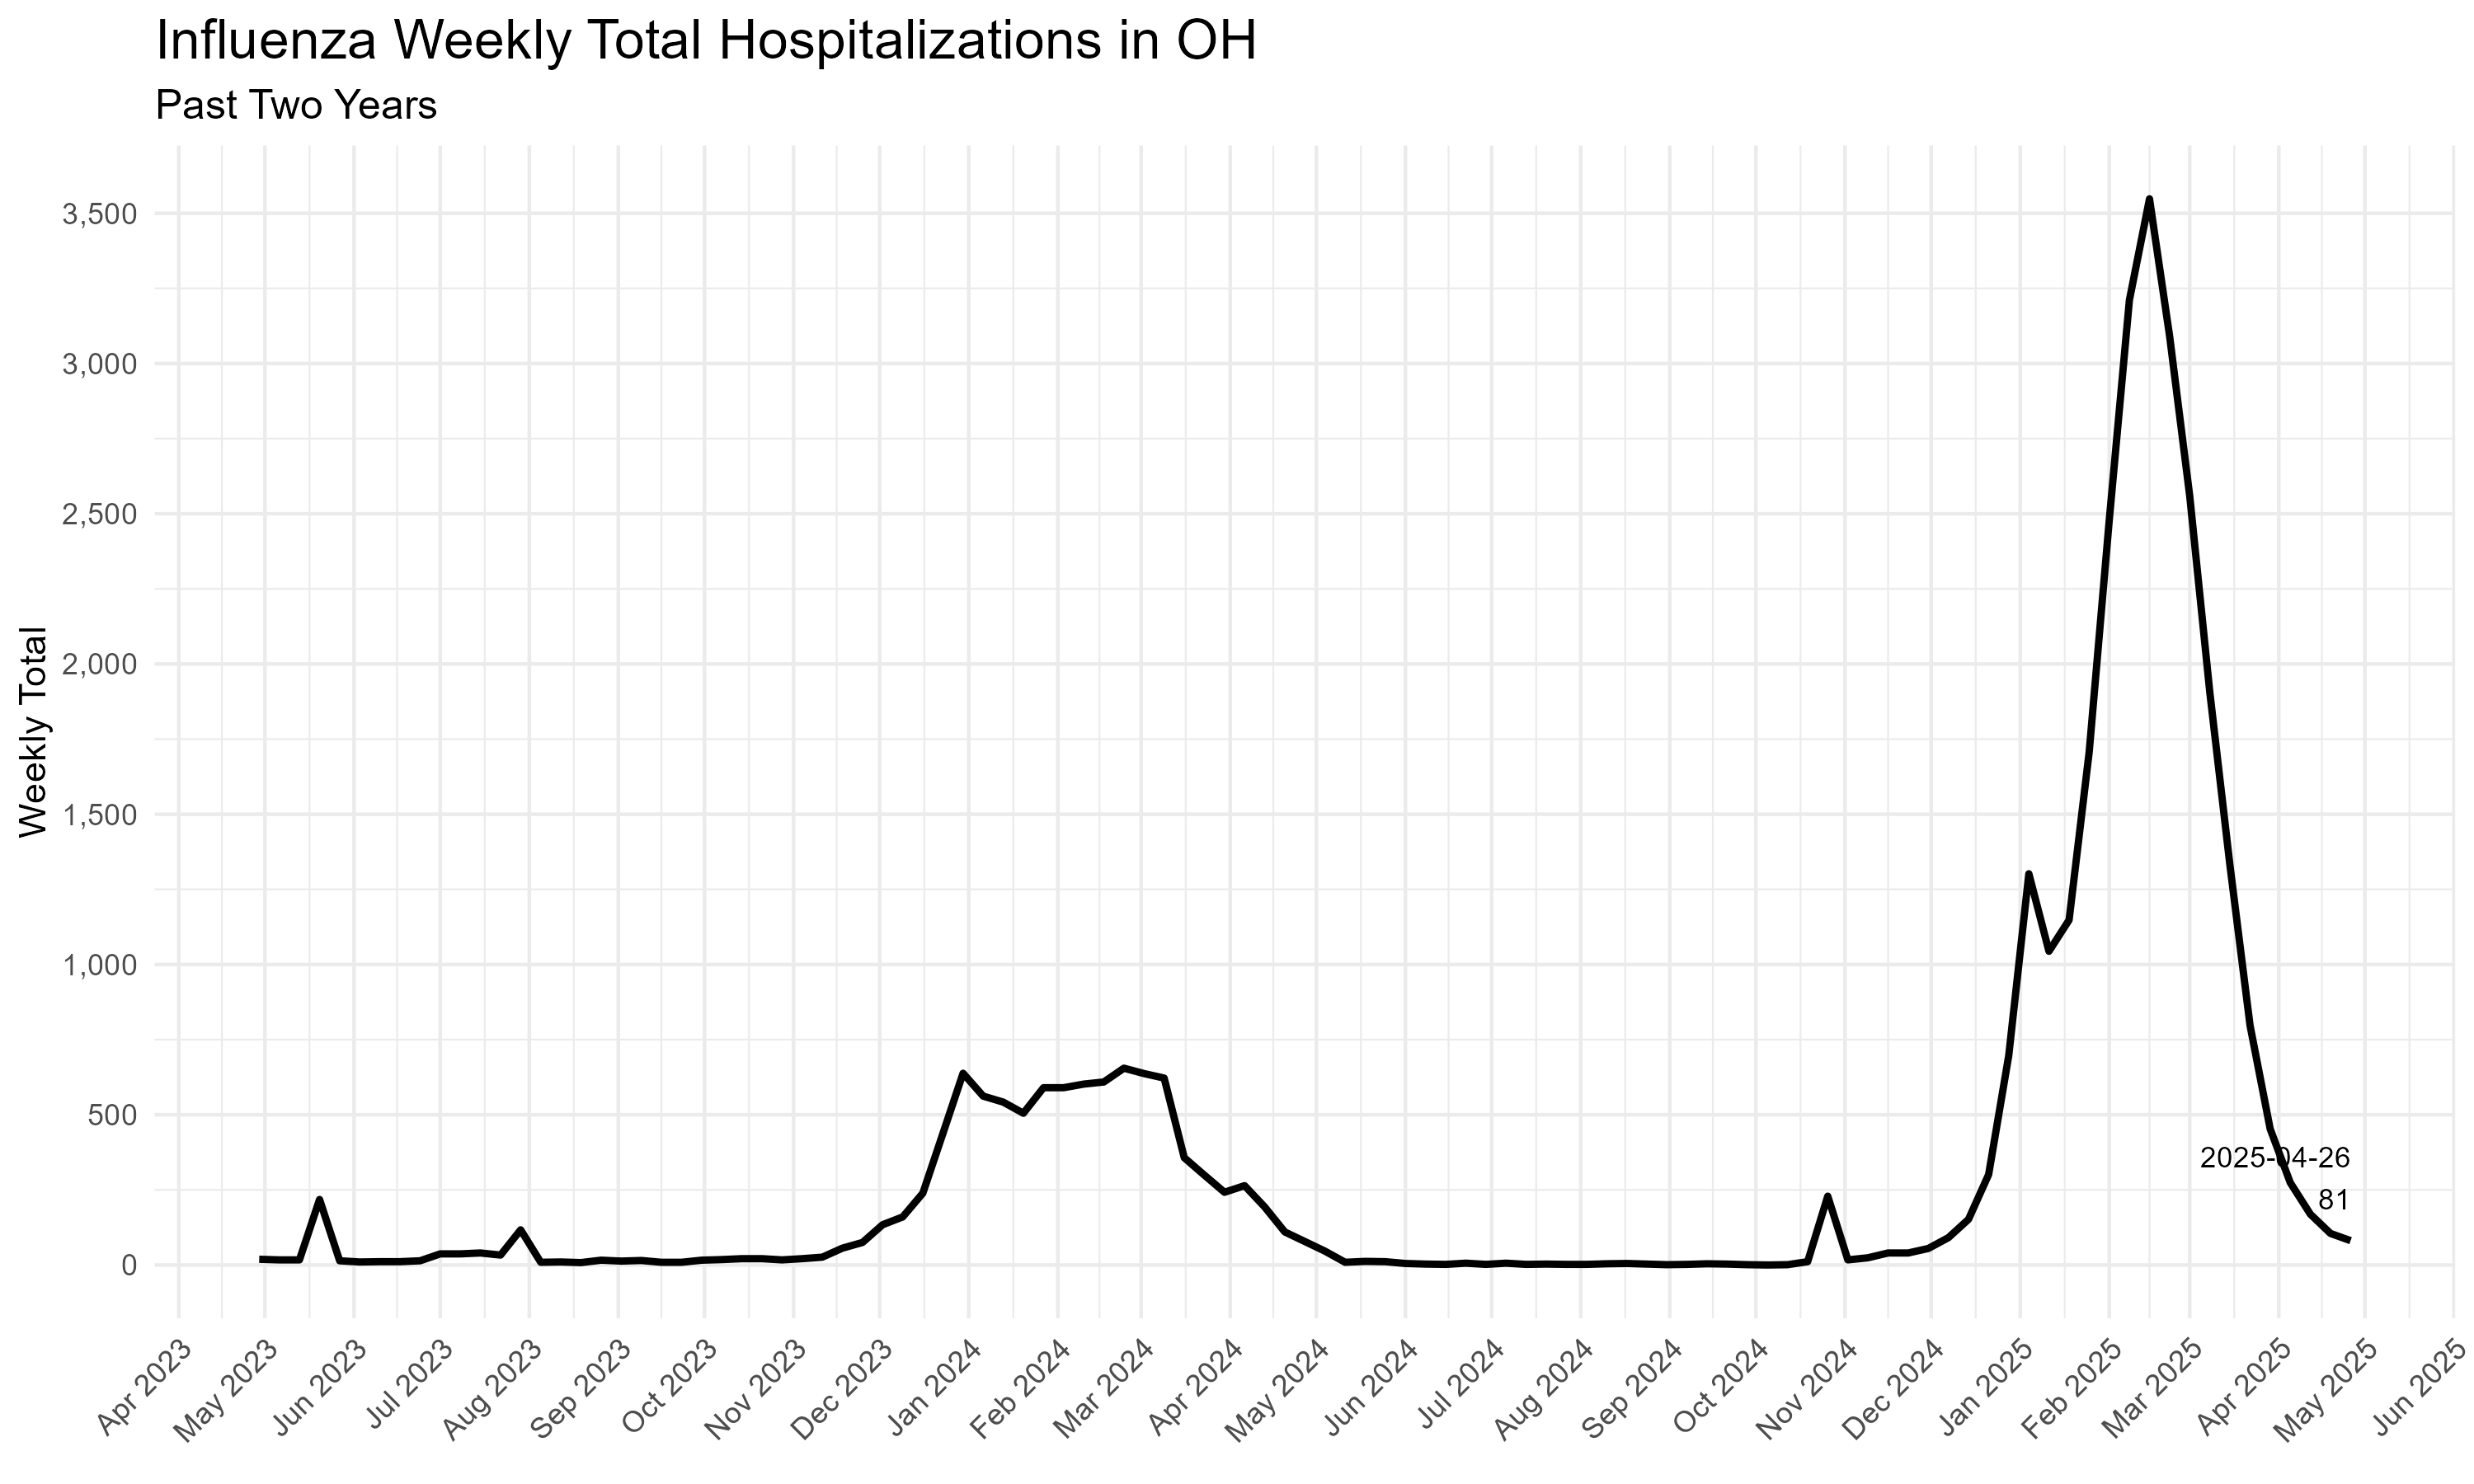 Influenza Weekly Total Hospitalizations in OH
Past Two Years
Weekly Total
3,500
3,000
2,500
2,000
1,500
1,000
500
0
2025-04-26
81
Apr 2023
May 2023
Jun 2023
Jul 2023
Aug 2023
Sep 2023
Oct 2023
Nov 2023
Dec 2023
Jan 2024
Feb 2024
Mar 2024
Apr 2024
May 2024
Jun 2024
Jul 2024
Aug 2024
Sep 2024
Oct 2024
Nov 2024
Dec 2024
Jan 2025
Feb 2025
Mar 2025
Apr 2025
May 2025
Jun 2025